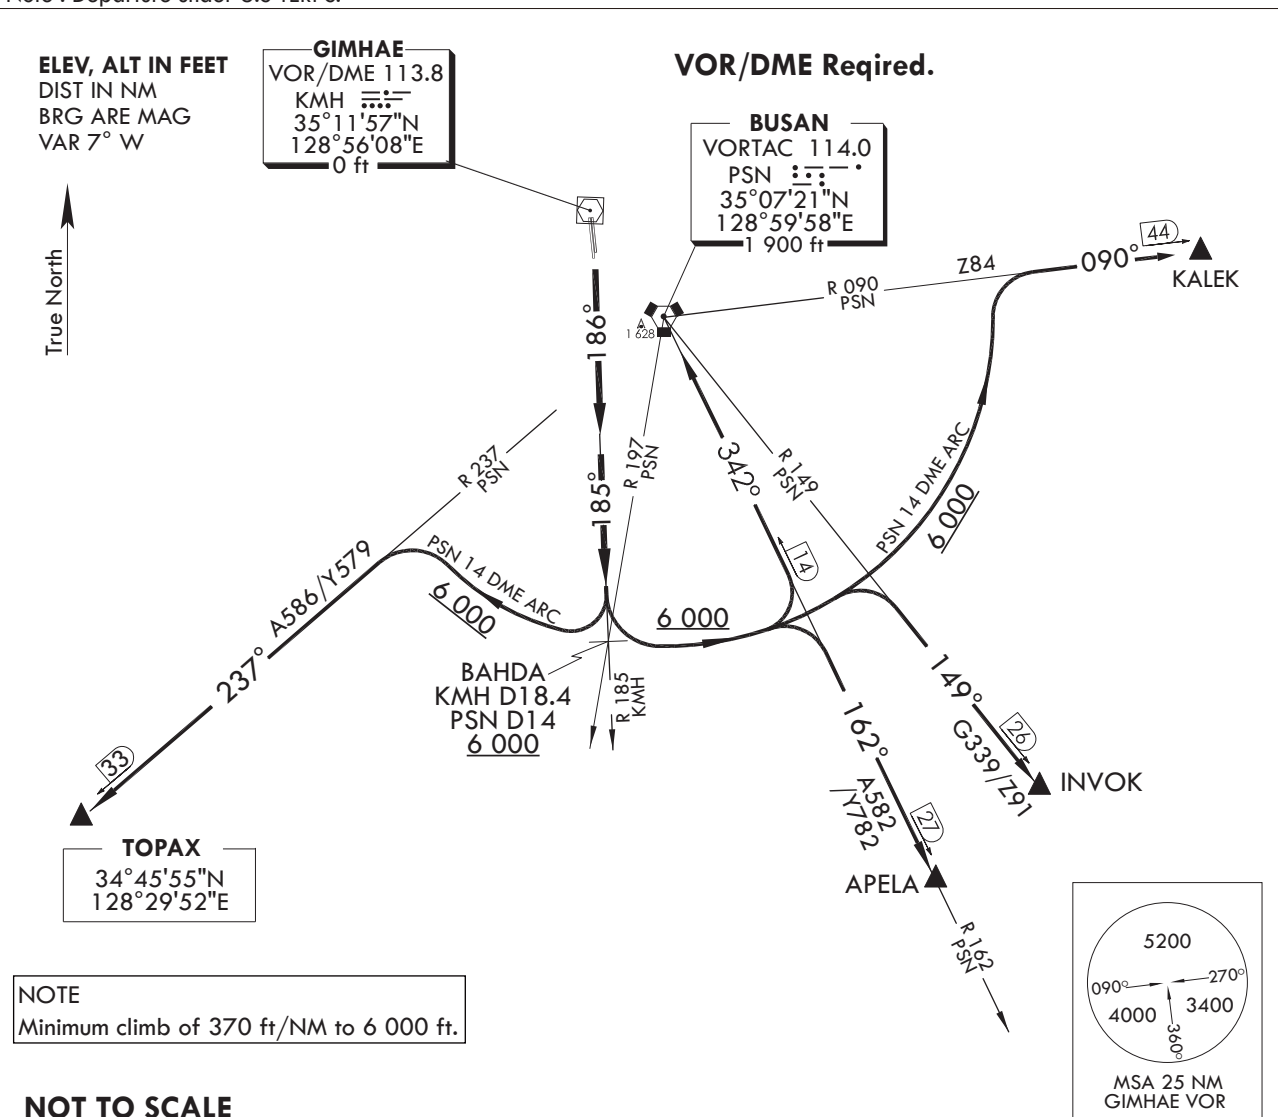 ELEV, ALT IN FEET
DIST IN NM
BRG ARE MAG
VAR 7° W
True North
GIMHAE
VOR/DME 113.8
KMH
35°11'57"N
128°56'08"E
0 ft
VOR/DME Reqired.
BUSAN
VORTAC 114.0
PSN
35°07'21"N
128°59'58"E
1 900 ft
44
KALEK
090°
Z84
R 090
PSN
1 628
186°
185°
R 197
PSN
342°
R 149
PSN
14
PSN 14 DME ARC
6 000
R 237
PSN
A586/Y579
PSN 14 DME ARC
6 000
237°
33
6 000
BAHDA
KMH D18.4
PSN D14
6 000
R 185
KMH
149°
G339/Z91
26
INVOK
162°
A582
/Y782
27
APELA
R 162
PSN
TOPAX
34°45'55"N
128°29'52"E
NOTE
Minimum climb of 370 ft/NM to 6 000 ft.
5200
090°
270°
4000
3400
360°
MSA 25 NM
GIMHAE VOR
NOT TO SCALE